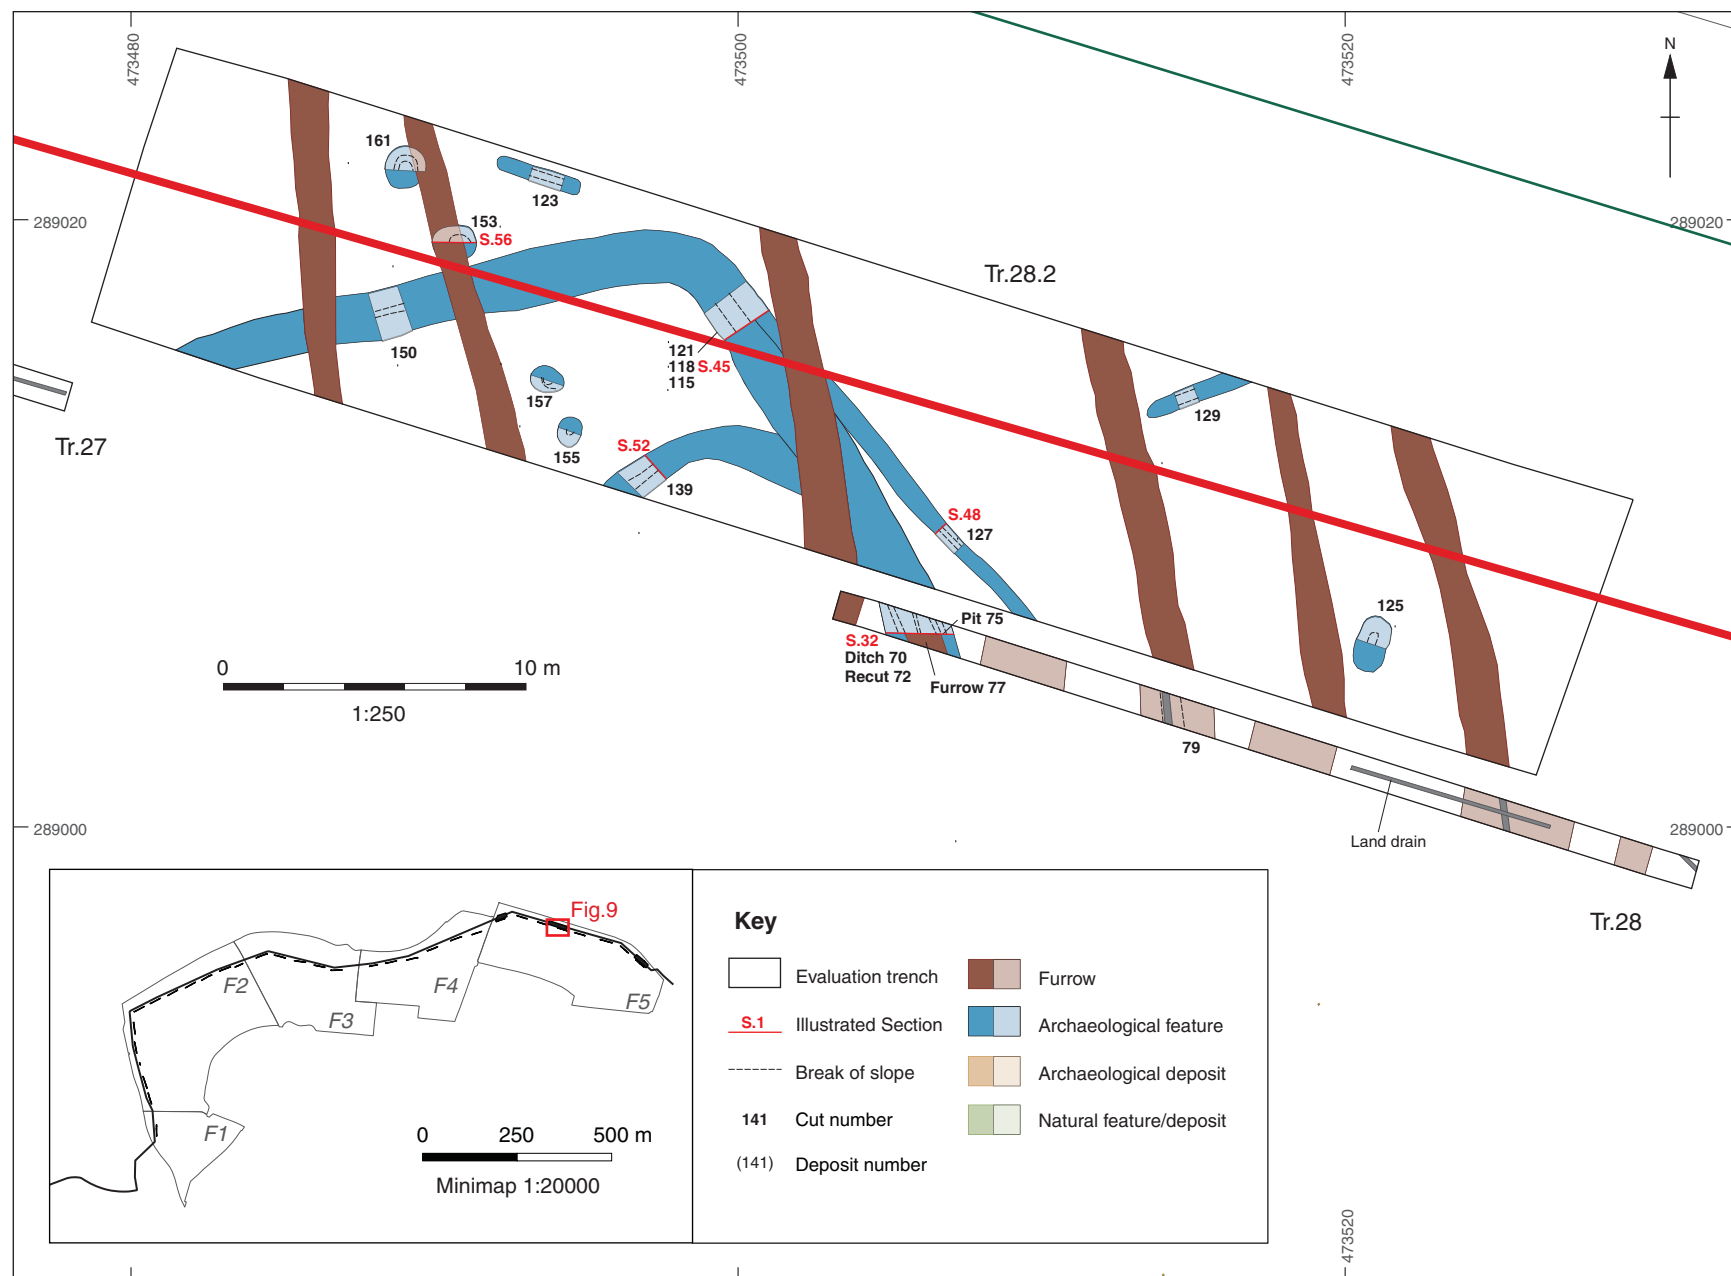 473480
473500
473520
N
289020
289020
161
123
153
S.56
Tr.28.2
150
121
118 S.45
115
157
155
S.52
139
129
S.48
127
Tr.27
125
Pit 75
S.32
Ditch 70
Recut 72
Furrow 77
79
0 10 m
1:250
289000
289000
Land drain
Tr.28
Fig.9
F2
F3
F4
F5
F1
0 250 500 m
Minimap 1:20000
Key
Evaluation trench
S.1 Illustrated Section
Break of slope
141 Cut number
(141) Deposit number
Furrow
Archaeological feature
Archaeological deposit
Natural feature/deposit
473520